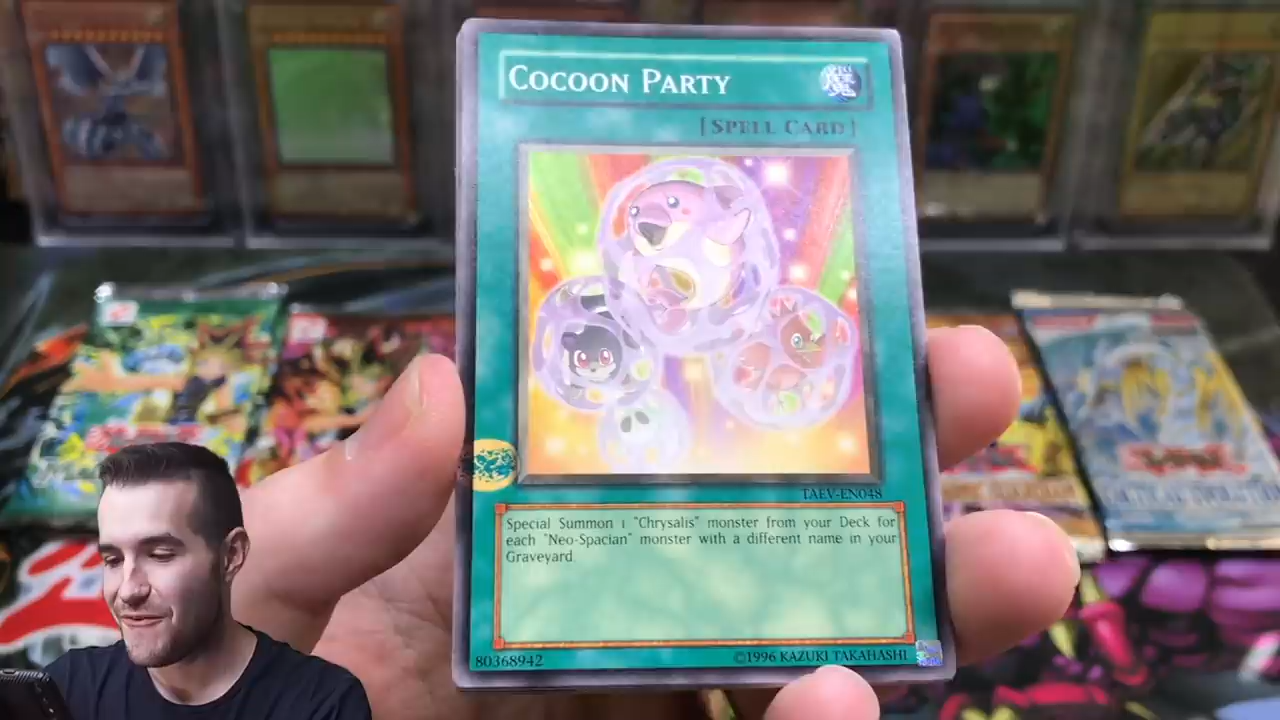 COCOON PARTY
魔
[SPELL CARD]
TAEV-EN048
Special Summon 1 "Chrysalis" monster from your Deck for
each "Neo-Spacian" monster with a different name in your
Graveyard.
80368942
©1996 KAZUKI TAKAHASHI